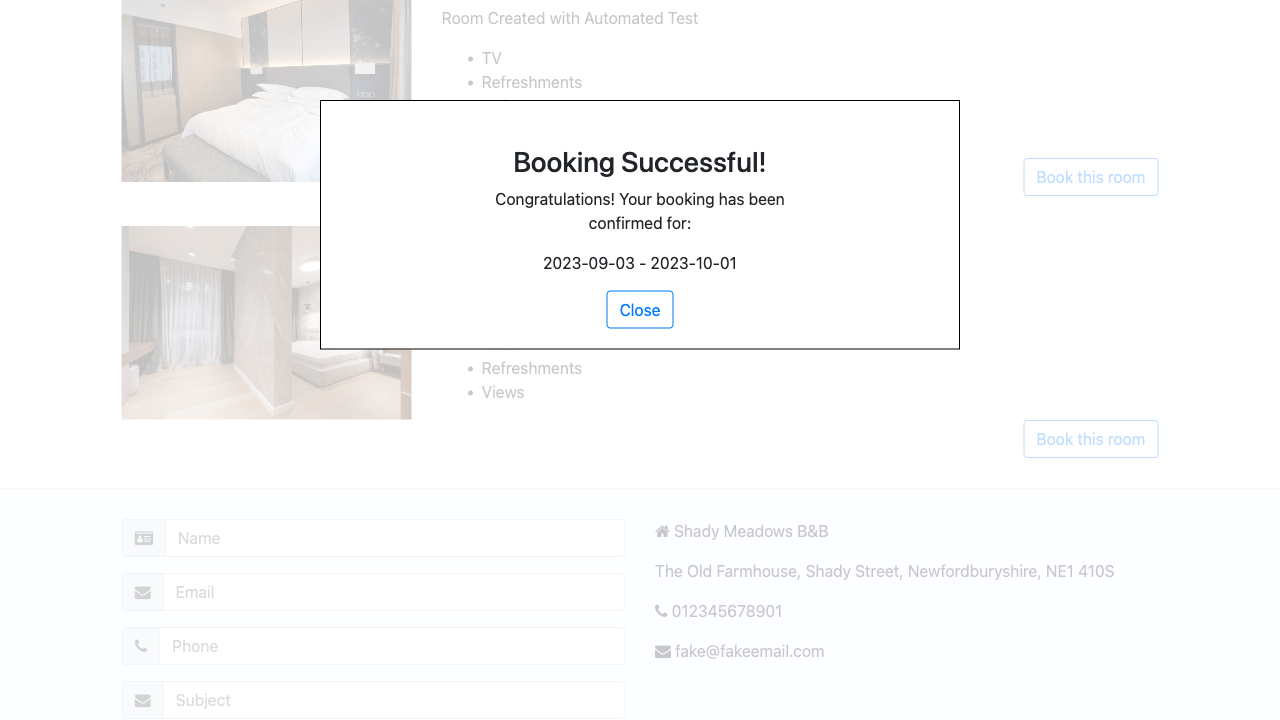 Room Created with Automated Test
TV
Refreshments
Booking Successful!
Congratulations! Your booking has been
confirmed for:
2023-09-03 - 2023-10-01
Close
Book this room
Refreshments
Views
Book this room
Name
Email
Phone
Subject
Shady Meadows B&B
The Old Farmhouse, Shady Street, Newfordburyshire, NE1 410S
012345678901
fake@fakeemail.com